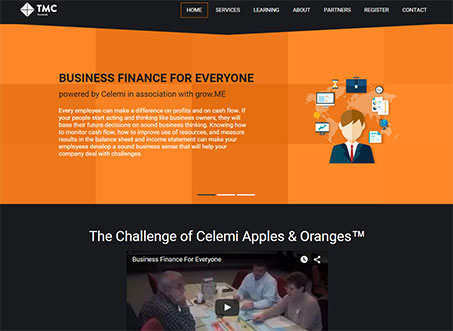 TMC
HOME SERVICES LEARNING ABOUT PARTNERS REGISTER CONTACT
BUSINESS FINANCE FOR EVERYONE
powered by Celemi in association with grow.ME
Every employee can make a difference on profits and on cash flow. If
your people start acting and thinking like business owners, they will
base their future decisions on sound business thinking. Knowing how
to monitor cash flow, how to improve use of resources, and measure
results in the balance sheet and income statement can make your
employees develop a sound business sense that will help your
company deal with challenges.
The Challenge of Celemi Apples & Oranges™
Business Finance For Everyone